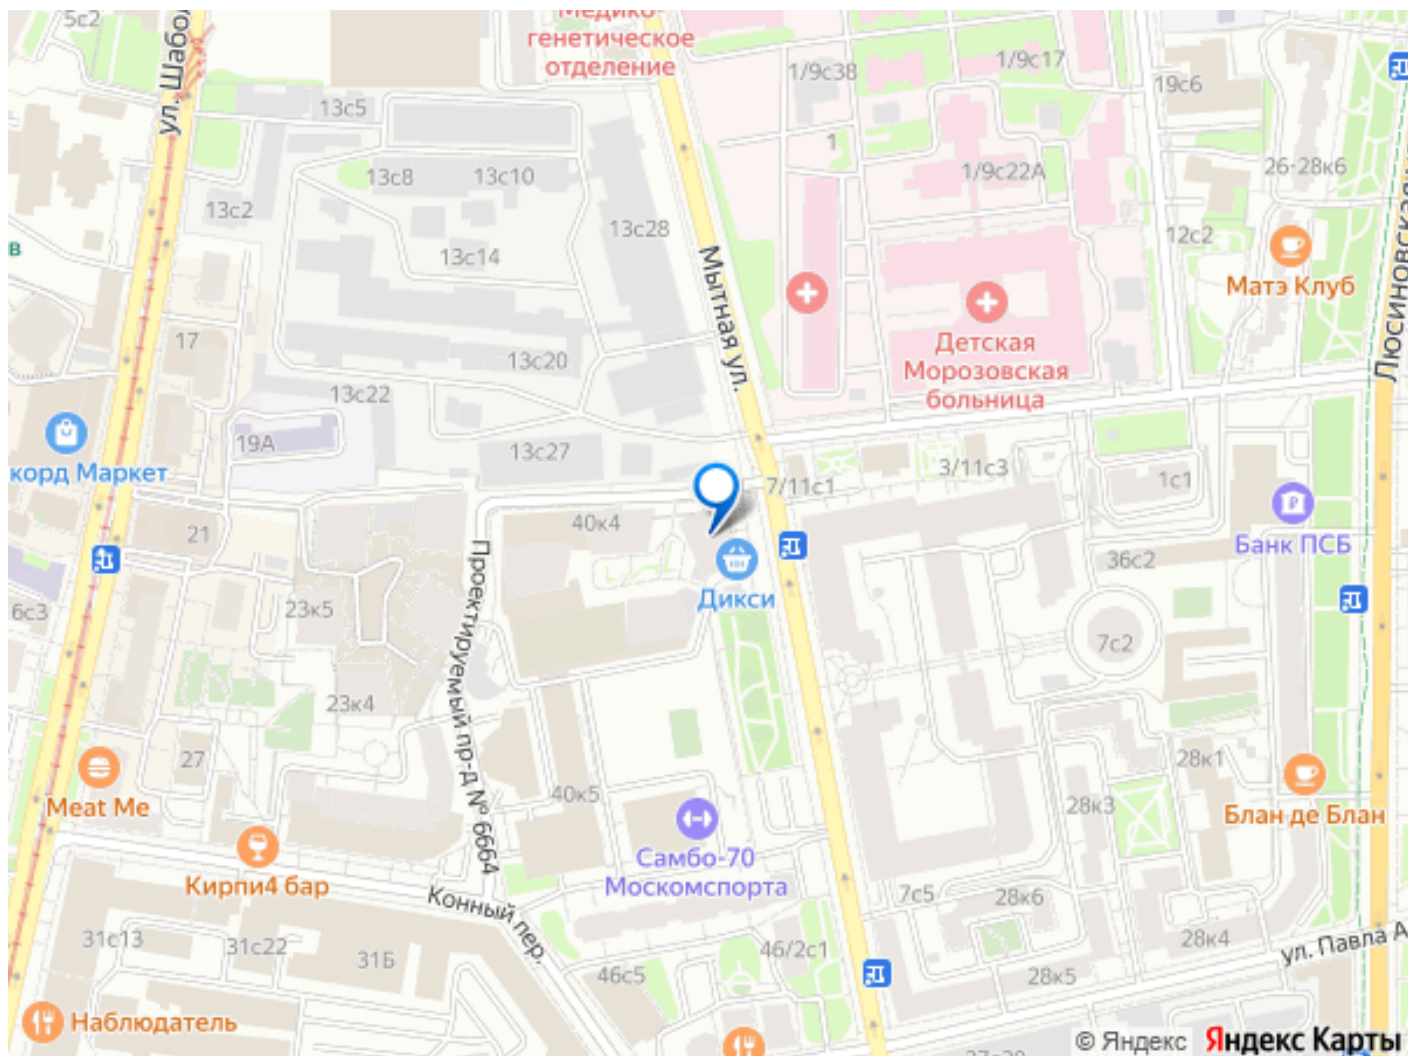 5с2
Медико-
генетическое
отделение
1/9с38
1/9с17
19с6
ул. Шабо
13с5
1
13с8
13с10
1/9с22А
26-28к6
13с2
13с28
12с2
в
13с14
Мытная ул.
Матэ Клуб
Люсиновская
17
Детская
Морозовская
больница
13с20
13с22
19А
13с27
корд Маркет
3/11с3
1с1
7/11с1
21
40к4
Банк ПСБ
36с2
Дикси
6с3
23к5
7с2
Проектируемый пр-д № 6664
23к4
27
28к1
40к5
28к3
Meat Me
Блан де Блан
Самбо-70
Москомспорта
Кирпи4 бар
7с5
28к6
Конный пер.
31с13
31с22
31Б
46/2с1
28к4
ул. Павла А
46с5
28к5
Наблюдатель
© Яндекс
Яндекс Карты